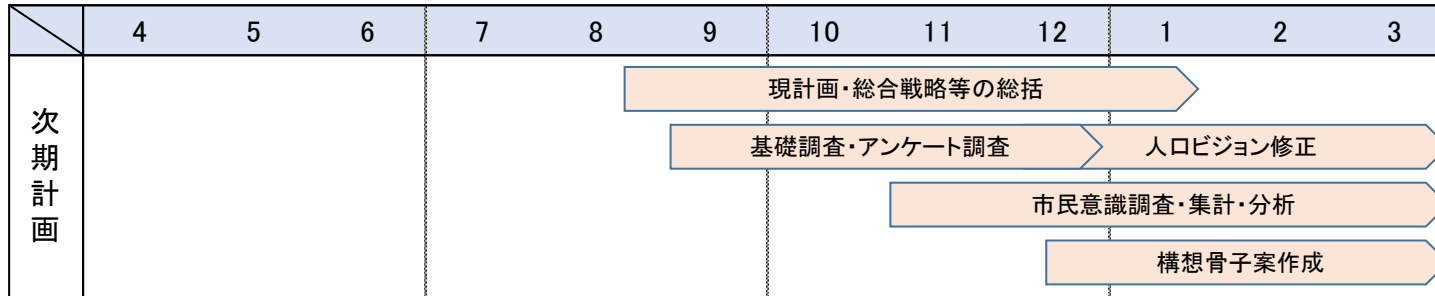 4 5 6 7 8 9 10 11 12 1 2 3
次期計画
現計画・総合戦略等の総括
基礎調査・アンケート調査 人口ビジョン修正
市民意識調査・集計・分析
構想骨子案作成